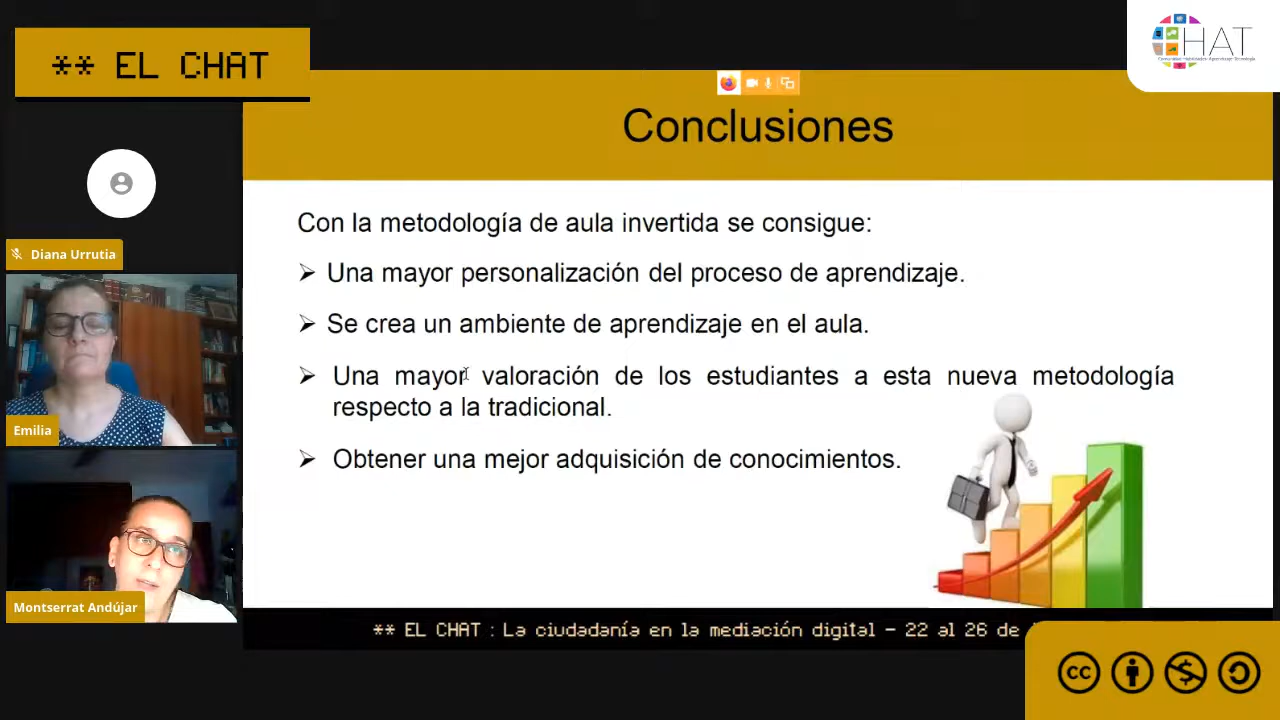 ** EL CHAT
HAT
Conclusiones
Diana Urrutia
Emilia
Montserrat Andújar
Con la metodología de aula invertida se consigue:
➢ Una mayor personalización del proceso de aprendizaje.
➢ Se crea un ambiente de aprendizaje en el aula.
➢ Una mayor valoración de los estudiantes a esta nueva metodología
respecto a la tradicional.
➢ Obtener una mejor adquisición de conocimientos.
** EL CHAT : La ciudadanía en la mediación digital – 22 al 26 de
cc